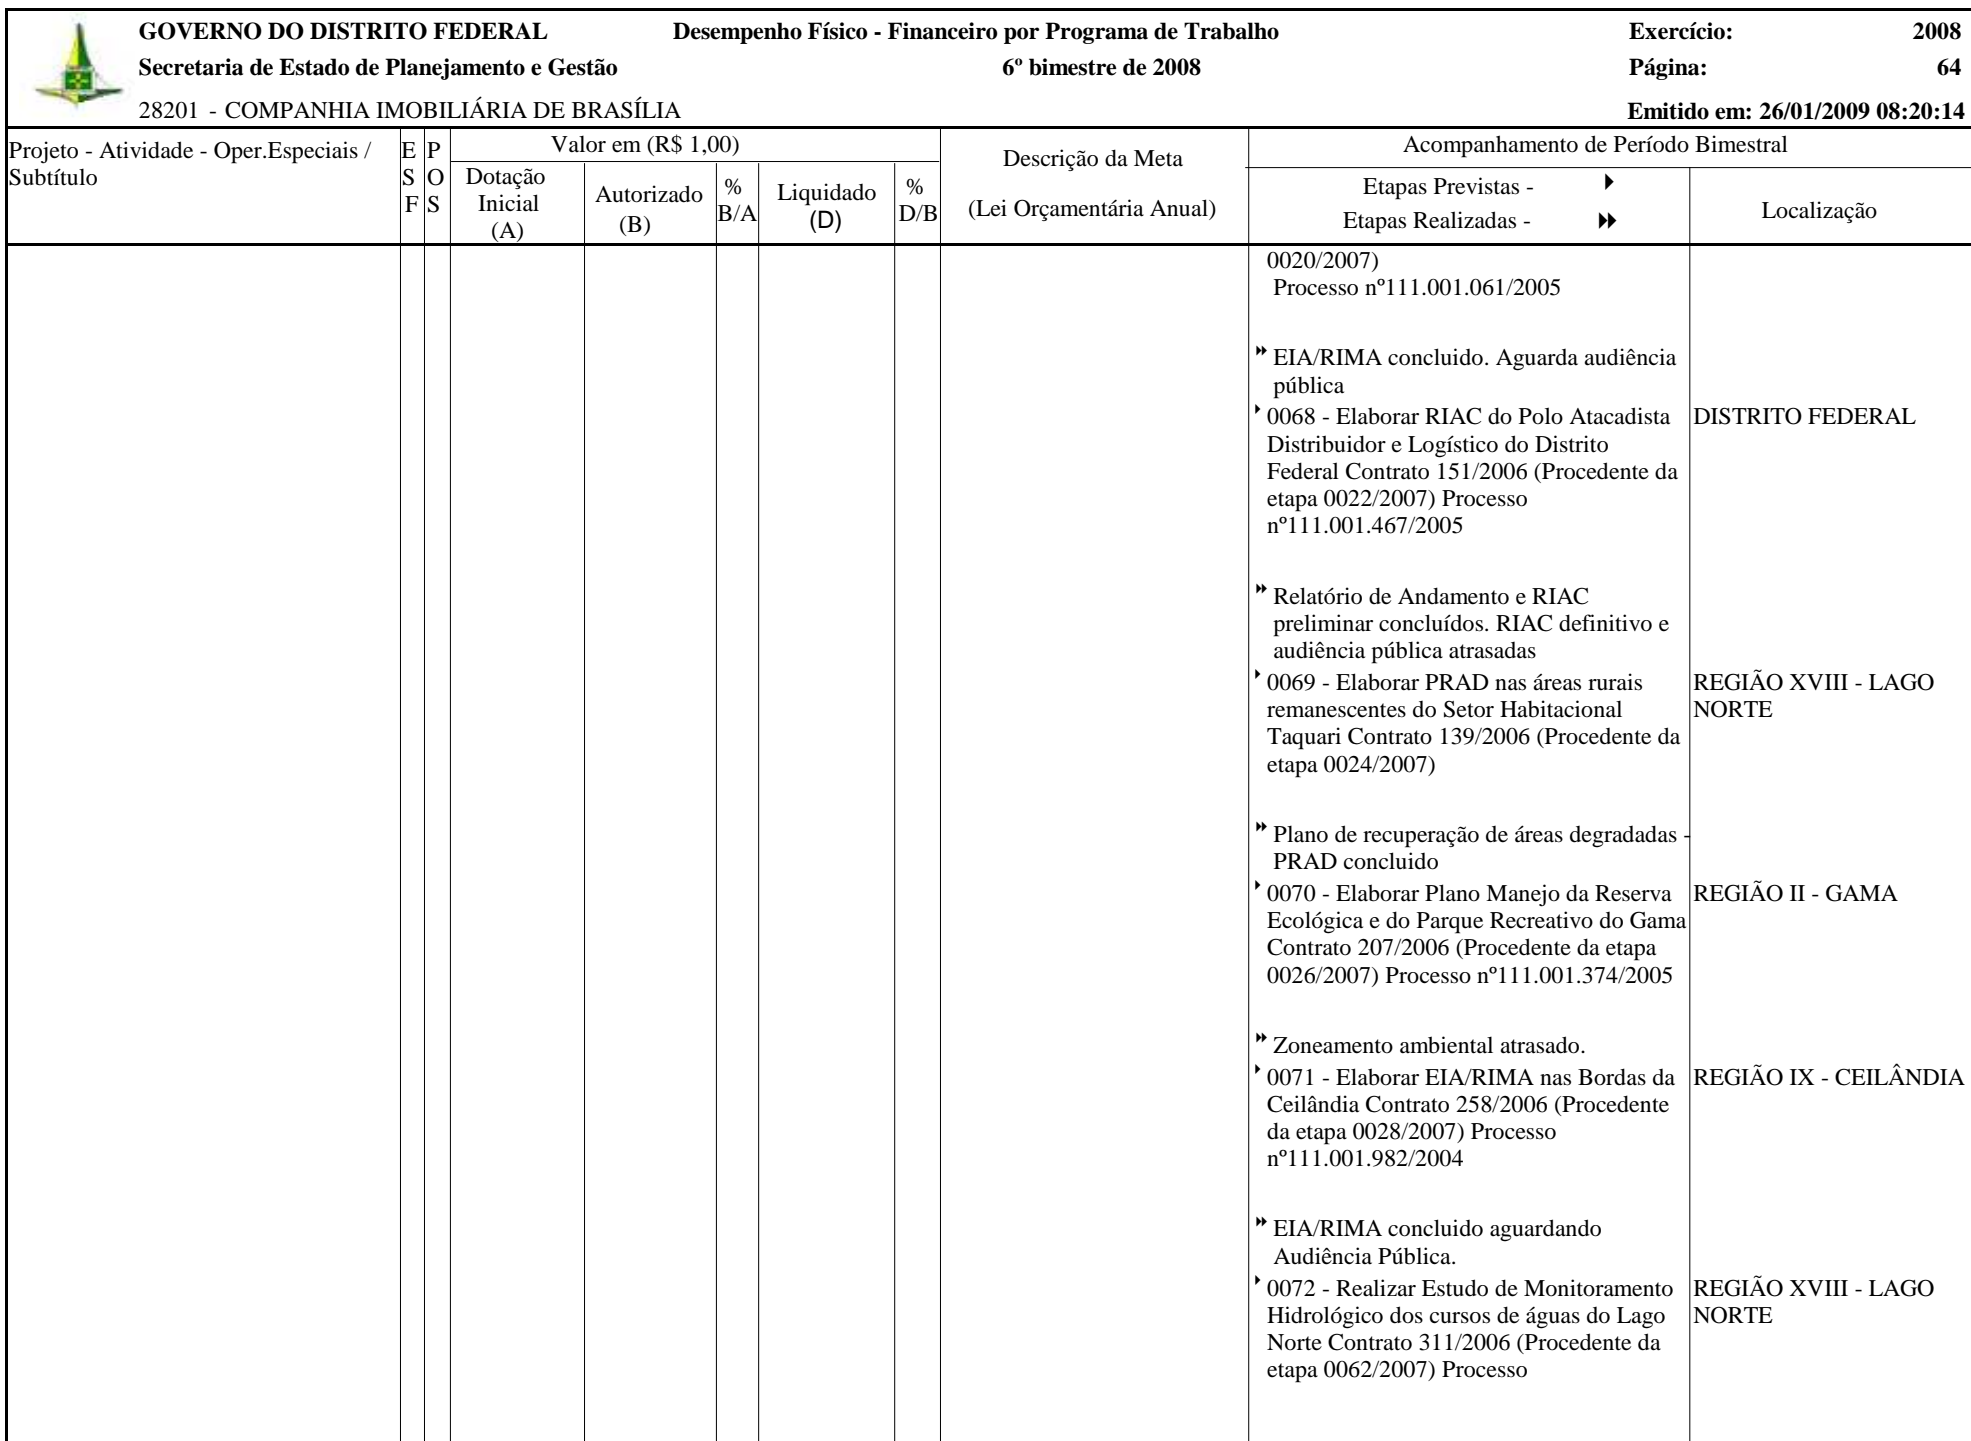 GOVERNO DO DISTRITO FEDERAL Desempenho Físico - Financeiro por Programa de Trabalho Exercício: 2008
Secretaria de Estado de Planejamento e Gestão 6º bimestre de 2008 Página: 64
28201 - COMPANHIA IMOBILIÁRIA DE BRASÍLIA Emitido em: 26/01/2009 08:20:14
Projeto - Atividade - Oper.Especiais /
Subtítulo
E
S
F
P
O
S
Valor em (R$ 1,00)
Dotação
Inicial
(A)
Autorizado
(B)
%
B/A
Liquidado
(D)
%
D/B
Descrição da Meta
(Lei Orçamentária Anual)
Acompanhamento de Período Bimestral
Etapas Previstas -
Etapas Realizadas -
Localização
0020/2007)
Processo nº111.001.061/2005
EIA/RIMA concluido. Aguarda audiência
pública
0068 - Elaborar RIAC do Polo Atacadista DISTRITO FEDERAL
Distribuidor e Logístico do Distrito
Federal Contrato 151/2006 (Procedente da
etapa 0022/2007) Processo
nº111.001.467/2005
Relatório de Andamento e RIAC
preliminar concluídos. RIAC definitivo e
audiência pública atrasadas
0069 - Elaborar PRAD nas áreas rurais REGIÃO XVIII - LAGO
remanescentes do Setor Habitacional NORTE
Taquari Contrato 139/2006 (Procedente da
etapa 0024/2007)
Plano de recuperação de áreas degradadas -
PRAD concluido
0070 - Elaborar Plano Manejo da Reserva REGIÃO II - GAMA
Ecológica e do Parque Recreativo do Gama
Contrato 207/2006 (Procedente da etapa
0026/2007) Processo nº111.001.374/2005
Zoneamento ambiental atrasado.
0071 - Elaborar EIA/RIMA nas Bordas da REGIÃO IX - CEILÂNDIA
Ceilândia Contrato 258/2006 (Procedente
da etapa 0028/2007) Processo
nº111.001.982/2004
EIA/RIMA concluido aguardando
Audiência Pública.
0072 - Realizar Estudo de Monitoramento REGIÃO XVIII - LAGO
Hidrológico dos cursos de águas do Lago NORTE
Norte Contrato 311/2006 (Procedente da
etapa 0062/2007) Processo